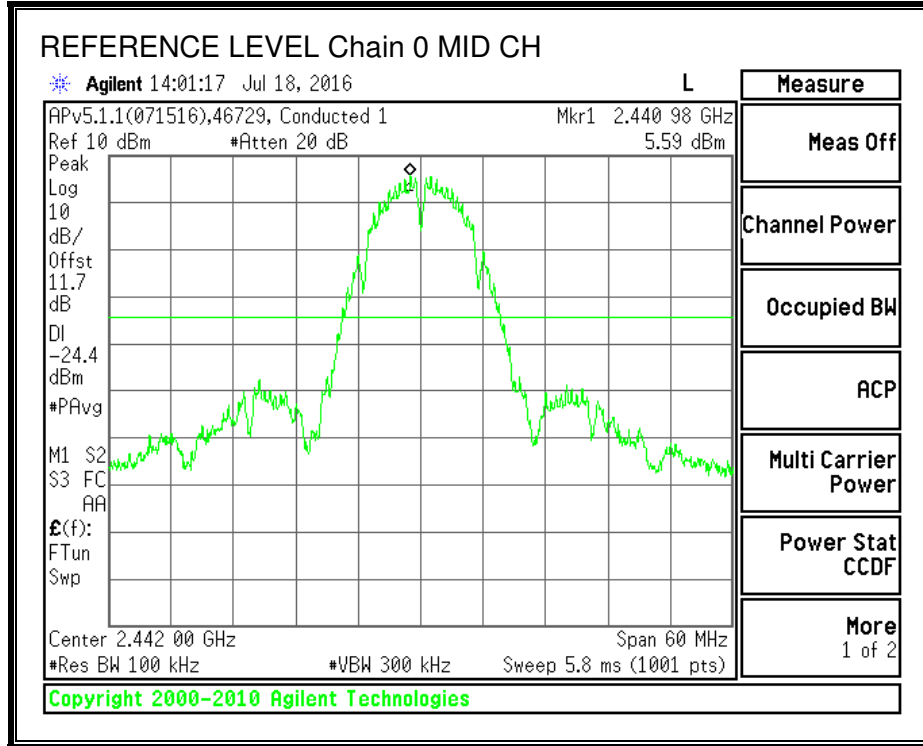 REFERENCE LEVEL Chain 0 MID CH
Agilent 14:01:17 Jul 18, 2016 L
APv5.1.1(071516),46729, Conducted 1 Mkr1 2.440 98 GHz
Ref 10 dBm #Atten 20 dB 5.59 dBm
Peak
Log
10
dB/
Offst
11.7
dB
DI
-24.4
dBm
#PAvg
M1 S2
S3 FC
AA
£(f):
FTun
Swp
1
Center 2.442 00 GHz Span 60 MHz
#Res BW 100 kHz #VBW 300 kHz Sweep 5.8 ms (1001 pts)
Copyright 2000-2010 Agilent Technologies
Measure
Meas Off
Channel Power
Occupied BW
ACP
Multi Carrier
Power
Power Stat
CCDF
More
1 of 2